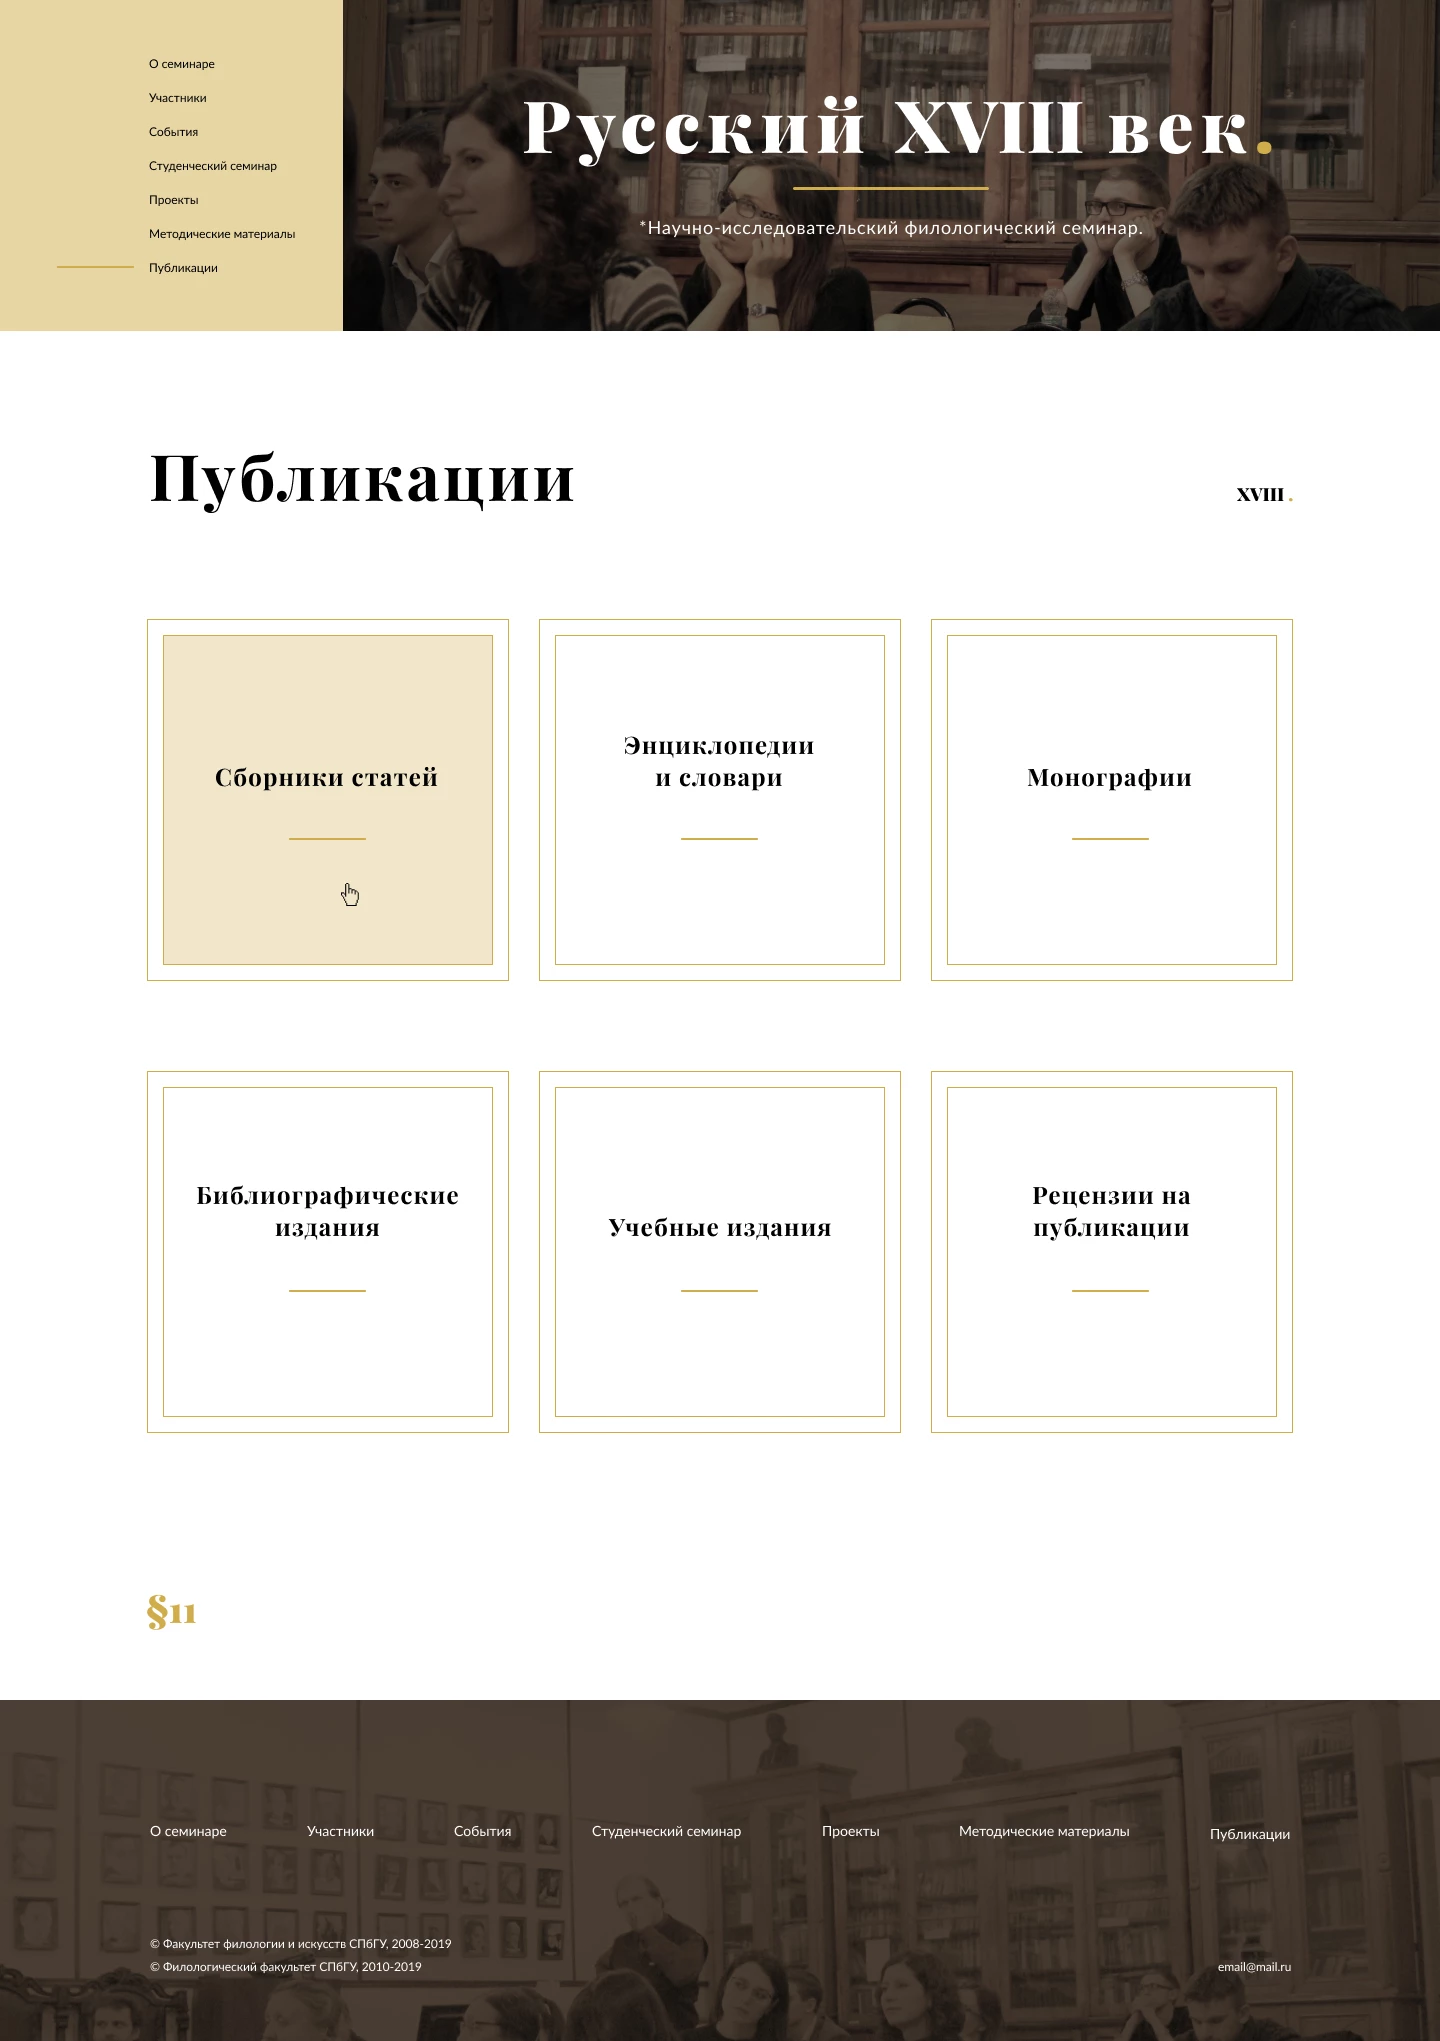 О семинаре
Участники
События
Студенческий семинар
Проекты
Методические материалы
Публикации
Русский XVIII век.
*Научно-исследовательский филологический семинар.
Публикации
XVIII .
Сборники статей
Энциклопедии
и словари
Монографии
Библиографические
издания
Учебные издания
Рецензии на
публикации
§11
О семинаре
Участники
События
Студенческий семинар
Проекты
Методические материалы
Публикации
© Факультет филологии и искусств СПбГУ, 2008-2019
© Филологический факультет СПбГУ, 2010-2019
email@mail.ru